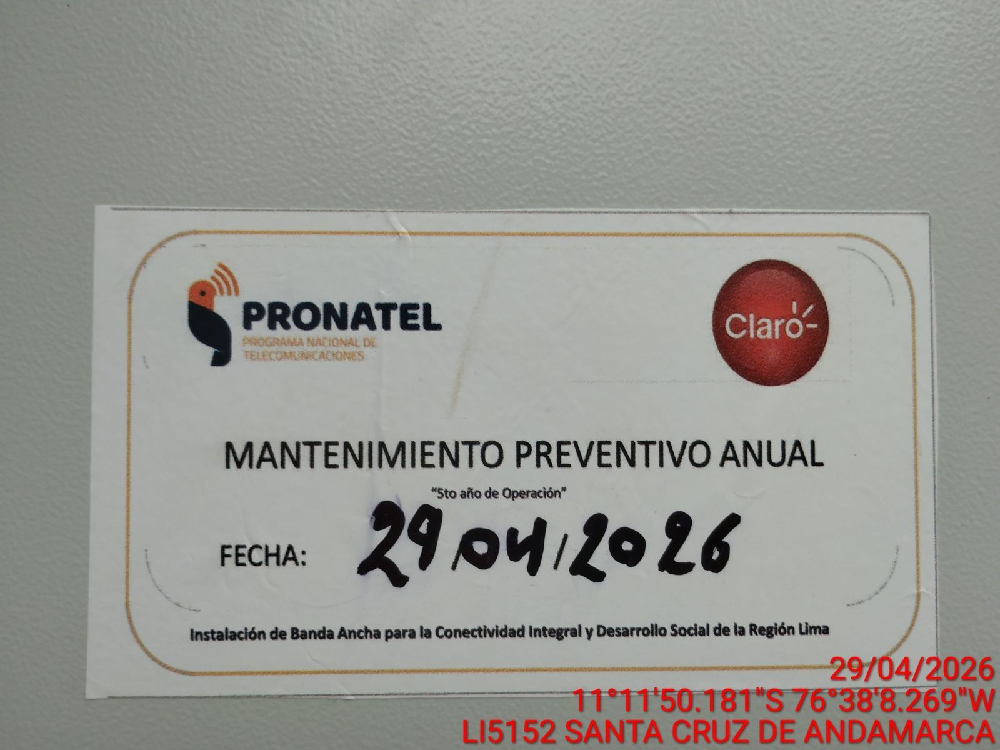 PRONATEL
PROGRAMA NACIONAL DE
TELECOMUNICACIONES
Claro
MANTENIMIENTO PREVENTIVO ANUAL
"5to año de Operación"
FECHA: 29/04/2026
Instalación de Banda Ancha para la Conectividad Integral y Desarrollo Social de la Región Lima
29/04/2026
11°11'50.181"S 76°38'8.269"W
LI5152 SANTA CRUZ DE ANDAMARCA